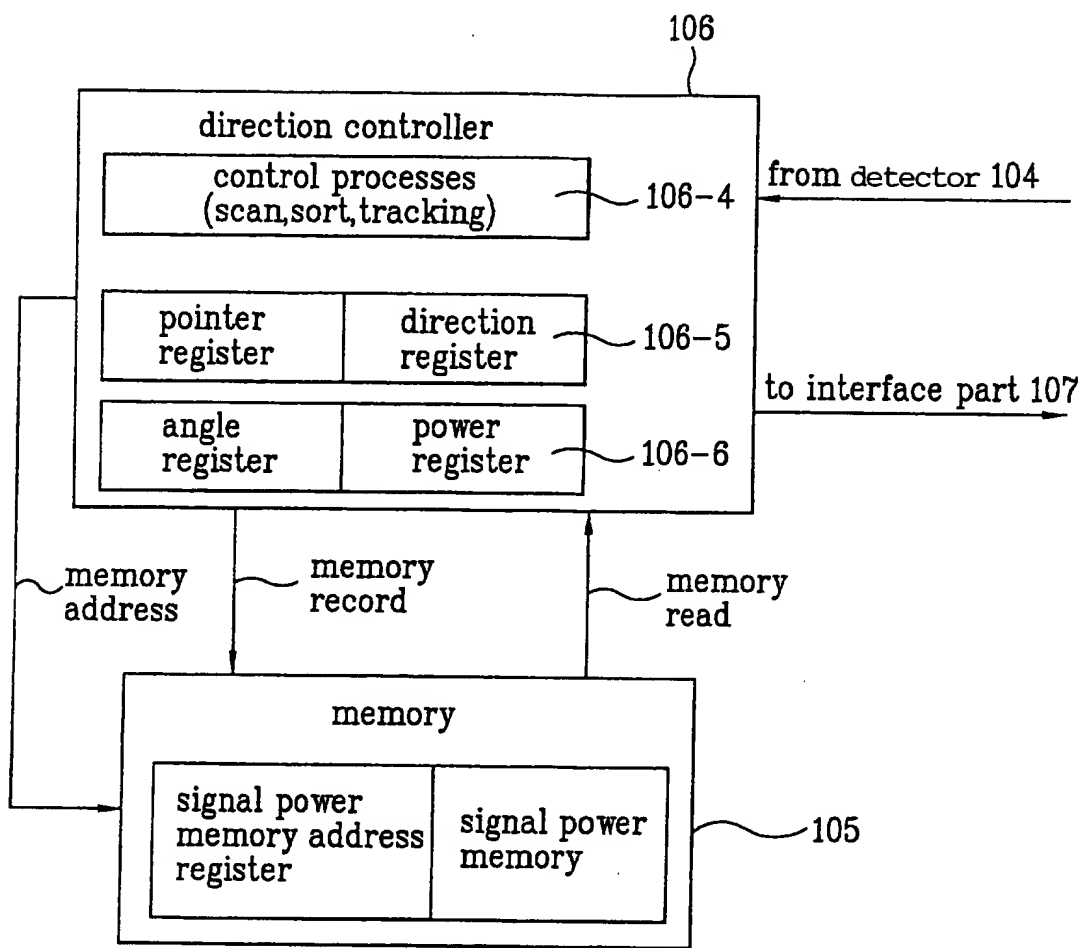 106
direction controller
control processes
(scan,sort,tracking)
106-4
from detector 104
pointer
register
direction
register
106-5
to interface part 107
angle
register
power
register
106-6
memory
address
memory
record
memory
read
memory
signal power
memory address
register
signal power
memory
105